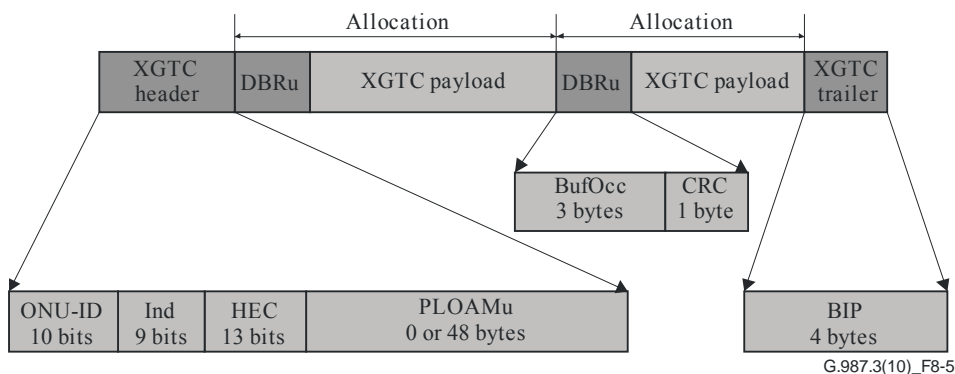 Allocation
Allocation
XGTC
header
DBRu
XGTC payload
DBRu
XGTC payload
XGTC
trailer
BufOcc
3 bytes
CRC
1 byte
ONU-ID
10 bits
Ind
9 bits
HEC
13 bits
PLOAMu
0 or 48 bytes
BIP
4 bytes
G.987.3(10)_F8-5